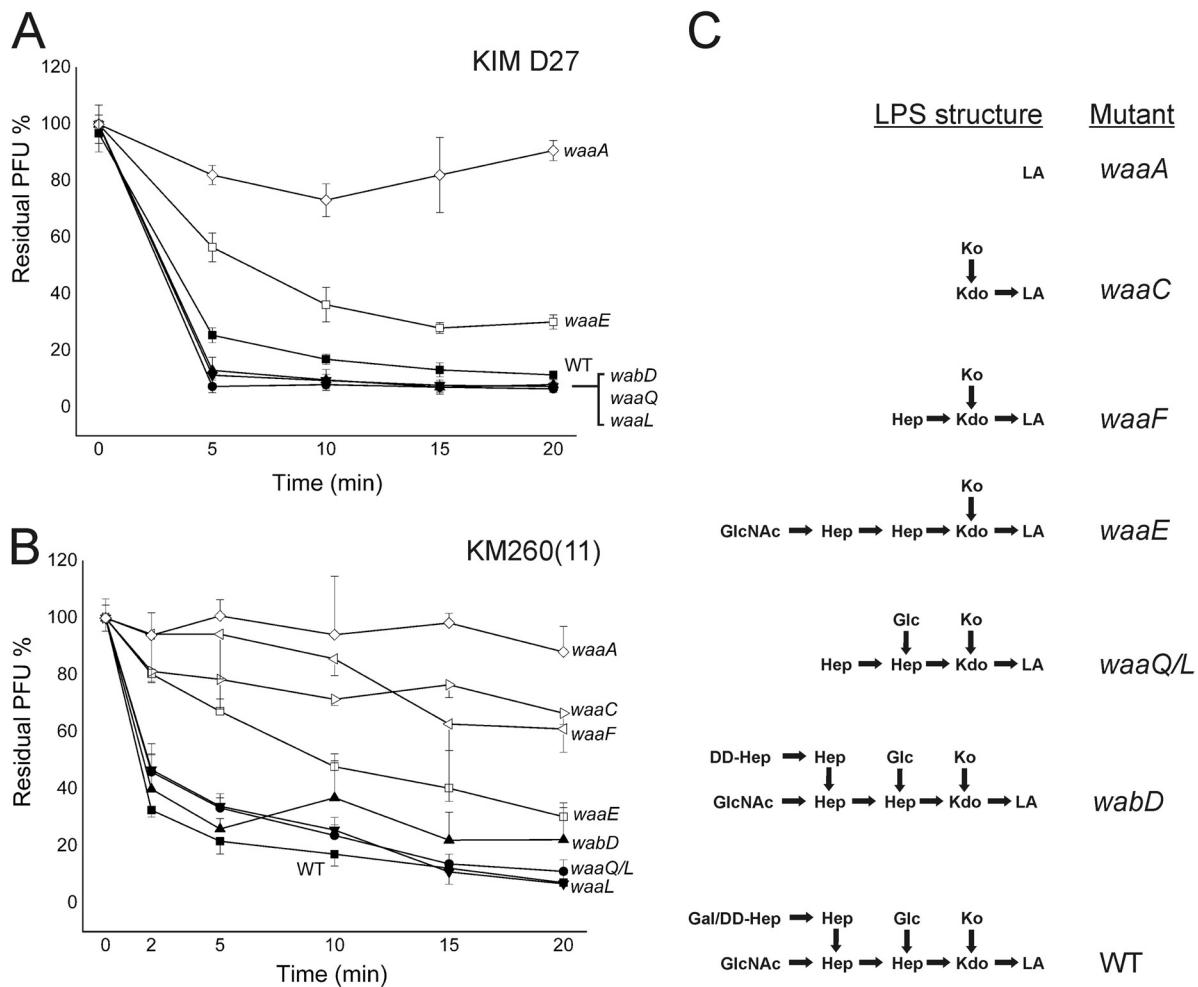 A
KIM D27
Residual PFU %
120
100
80
60
40
20
0
waaA
waaE
WT
wabD
waaQ
waaL
0 5 10 15 20
Time (min)
B
KM260(11)
Residual PFU %
120
100
80
60
40
20
0
waaA
waaC
waaF
waaE
wabD
waaQ/L
waaL
WT
0 2 5 10 15 20
Time (min)
C
LPS structure Mutant
LA waaA
Ko
Kdo LA waaC
Ko
Hep Kdo LA waaF
Ko
GlcNAc Hep Hep Kdo LA waaE
Glc Ko
Hep Hep Kdo LA waaQ/L
DD-Hep Hep Glc Ko
GlcNAc Hep Hep Kdo LA wabD
Gal/DD-Hep Hep Glc Ko
GlcNAc Hep Hep Kdo LA WT